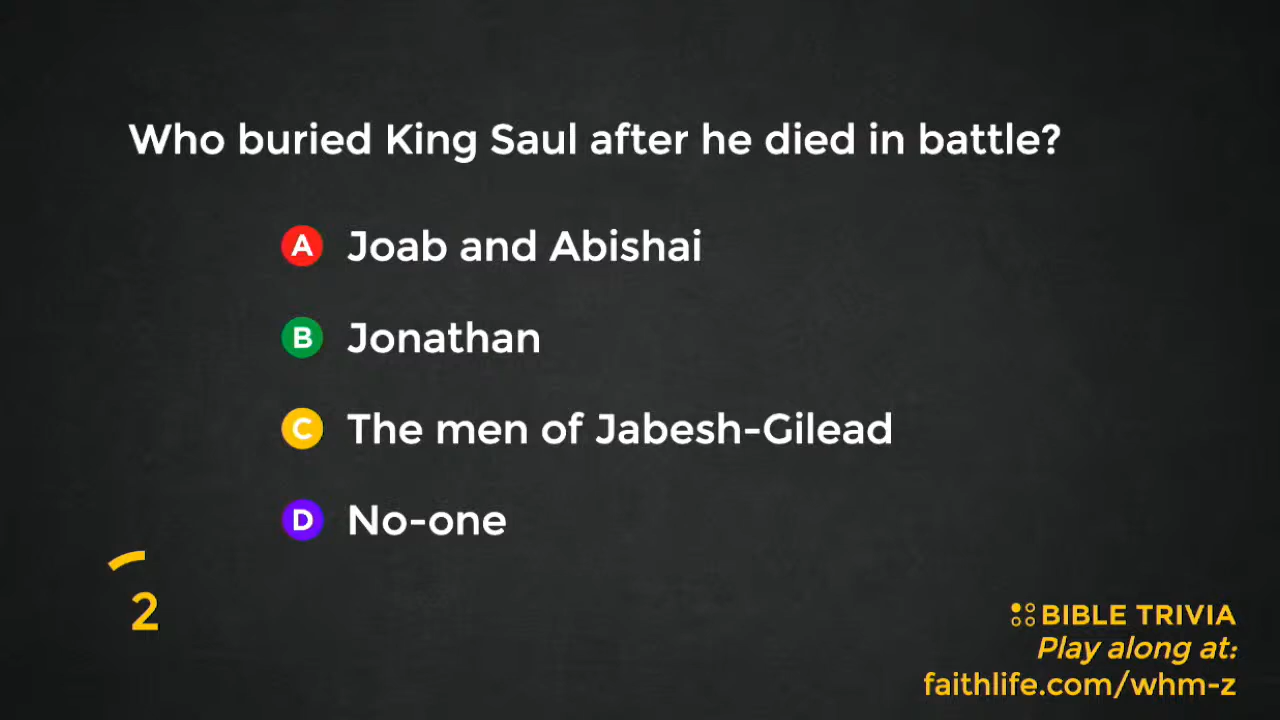 Who buried King Saul after he died in battle?
A Joab and Abishai
B Jonathan
C The men of Jabesh-Gilead
D No-one
2
BIBLE TRIVIA
Play along at:
faithlife.com/whm-z